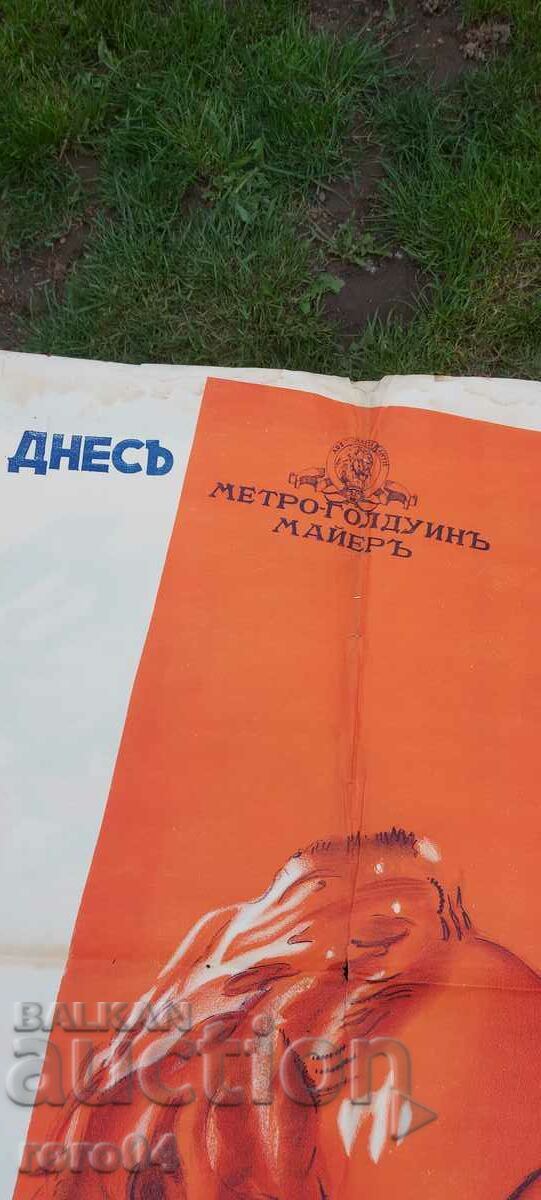 ДНЕСЪ
МЕТРО-ГОЛДУИНЪ
МАЙЕРЪ
BALKAN
auction
roro04